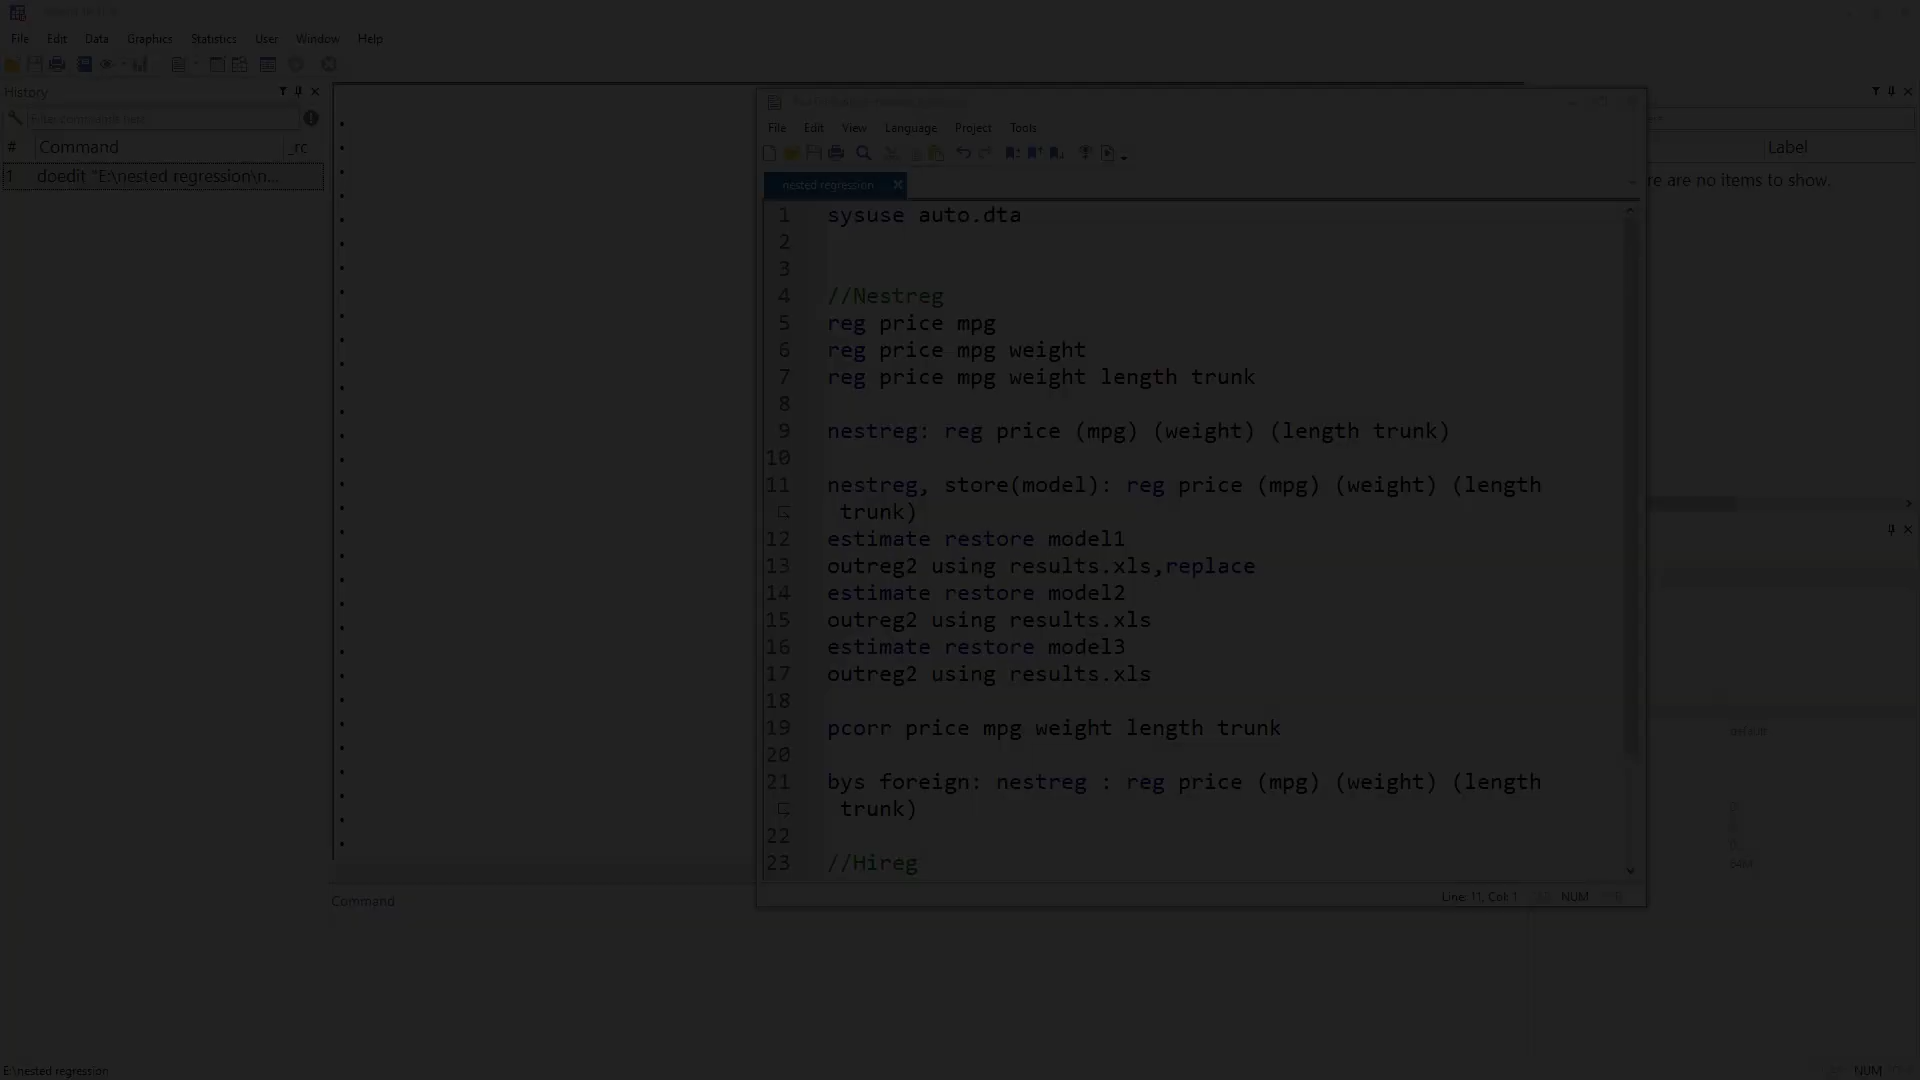 File Edit Data Graphics Statistics User Window Help
History
Filter commands here
# Command _rc
1 doedit "E:\nested regression\n...
File Edit View Language Project Tools
nested regression
1 sysuse auto.dta
2
3
4 //Nestreg
5 reg price mpg
6 reg price mpg weight
7 reg price mpg weight length trunk
8
9 nestreg: reg price (mpg) (weight) (length trunk)
10
11 nestreg, store(model): reg price (mpg) (weight) (length
trunk)
12 estimate restore model1
13 outreg2 using results.xls,replace
14 estimate restore model2
15 outreg2 using results.xls
16 estimate restore model3
17 outreg2 using results.xls
18
19 pcorr price mpg weight length trunk
20
21 bys foreign: nestreg : reg price (mpg) (weight) (length
trunk)
22
23 //Hireg
Line: 11, Col: 1 NUM
Label
re are no items to show.
default
64M
Command
E:\nested regression
NUM